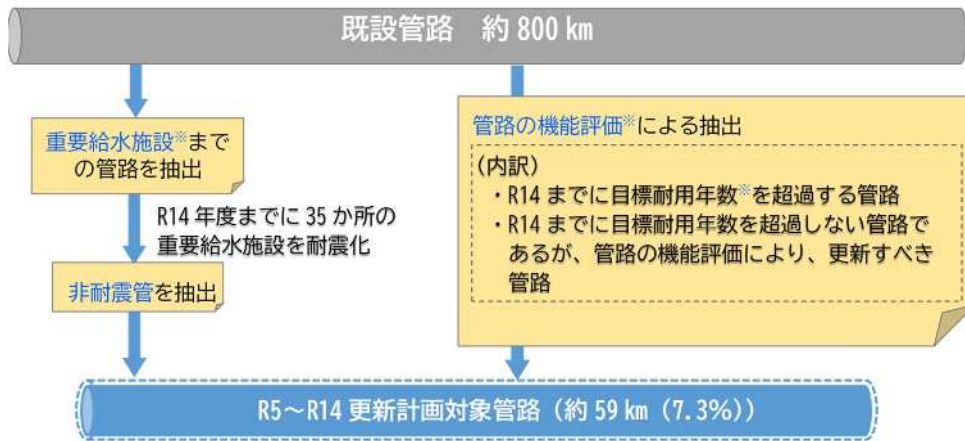 既設管路　約 800 km
重要給水施設※まで
の管路を抽出
R14 年度までに 35 か所の
重要給水施設を耐震化
非耐震管を抽出
管路の機能評価※による抽出
(内訳)
・R14 までに目標耐用年数※を超過する管路
・R14 までに目標耐用年数を超過しない管路で
あるが、管路の機能評価により、更新すべき
管路
R5～R14 更新計画対象管路（約 59 km（7.3%））